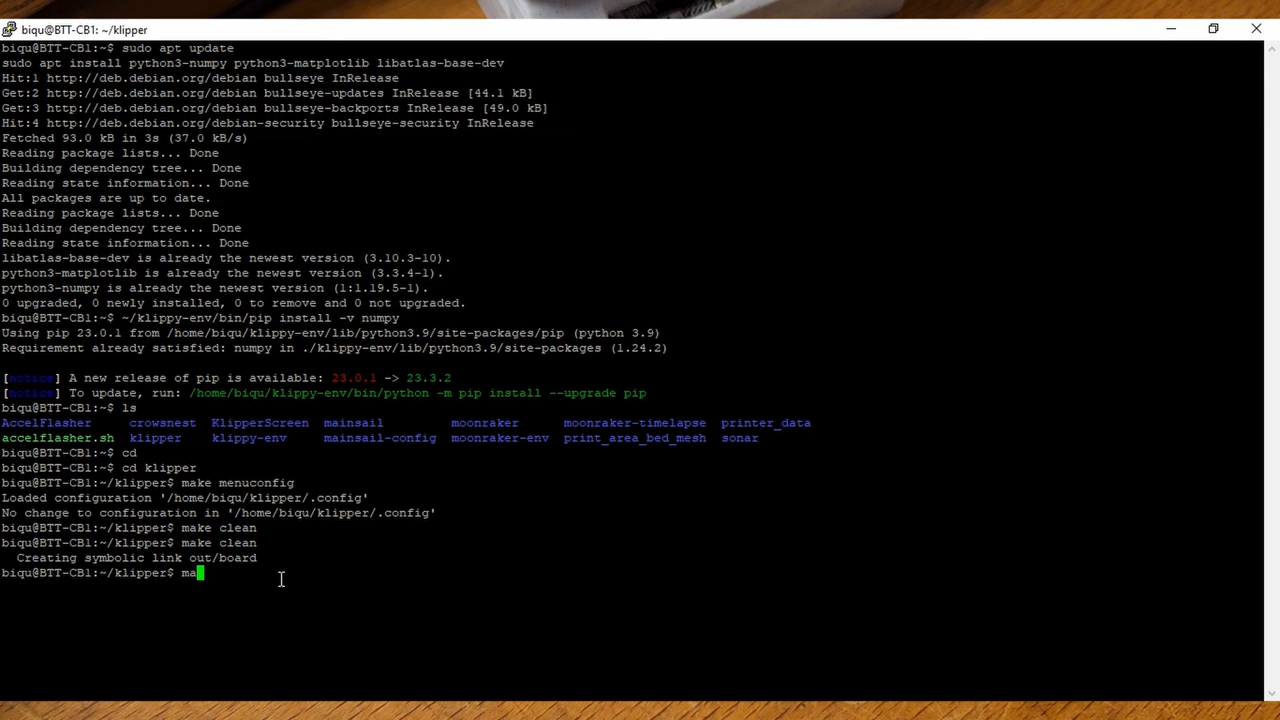 biqu@BTT-CB1: ~/klipper
biqu@BTT-CB1:~$ sudo apt update
sudo apt install python3-numpy python3-matplotlib libatlas-base-dev
Hit:1 http://deb.debian.org/debian bullseye InRelease
Get:2 http://deb.debian.org/debian bullseye-updates InRelease [44.1 kB]
Get:3 http://deb.debian.org/debian bullseye-backports InRelease [49.0 kB]
Hit:4 http://deb.debian.org/debian-security bullseye-security InRelease
Fetched 93.0 kB in 3s (37.0 kB/s)
Reading package lists... Done
Building dependency tree... Done
Reading state information... Done
All packages are up to date.
Reading package lists... Done
Building dependency tree... Done
Reading state information... Done
libatlas-base-dev is already the newest version (3.10.3-10).
python3-matplotlib is already the newest version (3.3.4-1).
python3-numpy is already the newest version (1:1.19.5-1).
0 upgraded, 0 newly installed, 0 to remove and 0 not upgraded.
biqu@BTT-CB1:~$ ~/klippy-env/bin/pip install -v numpy
Using pip 23.0.1 from /home/biqu/klippy-env/lib/python3.9/site-packages/pip (python 3.9)
Requirement already satisfied: numpy in ./klippy-env/lib/python3.9/site-packages (1.24.2)
[notice] A new release of pip is available: 23.0.1 -> 23.3.2
[notice] To update, run: /home/biqu/klippy-env/bin/python -m pip install --upgrade pip
biqu@BTT-CB1:~$ ls
AccelFlasher crowsnest KlipperScreen mainsail moonraker moonraker-timelapse printer_data
accelflasher.sh klipper klippy-env mainsail-config moonraker-env print_area_bed_mesh sonar
biqu@BTT-CB1:~$ cd
biqu@BTT-CB1:~$ cd klipper
biqu@BTT-CB1:~/klipper$ make menuconfig
Loaded configuration '/home/biqu/klipper/.config'
No change to configuration in '/home/biqu/klipper/.config'
biqu@BTT-CB1:~/klipper$ make clean
biqu@BTT-CB1:~/klipper$ make clean
Creating symbolic link out/board
biqu@BTT-CB1:~/klipper$ ma